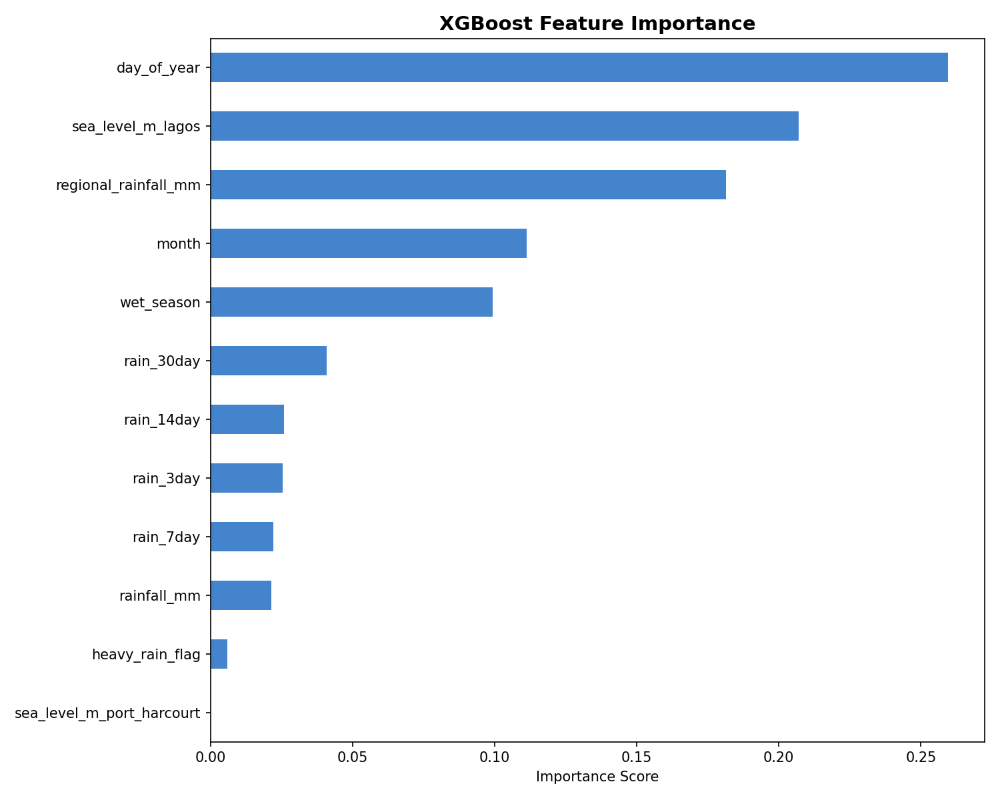 XGBoost Feature Importance
day_of_year
sea_level_m_lagos
regional_rainfall_mm
month
wet_season
rain_30day
rain_14day
rain_3day
rain_7day
rainfall_mm
heavy_rain_flag
sea_level_m_port_harcourt
0.00 0.05 0.10 0.15 0.20 0.25
Importance Score